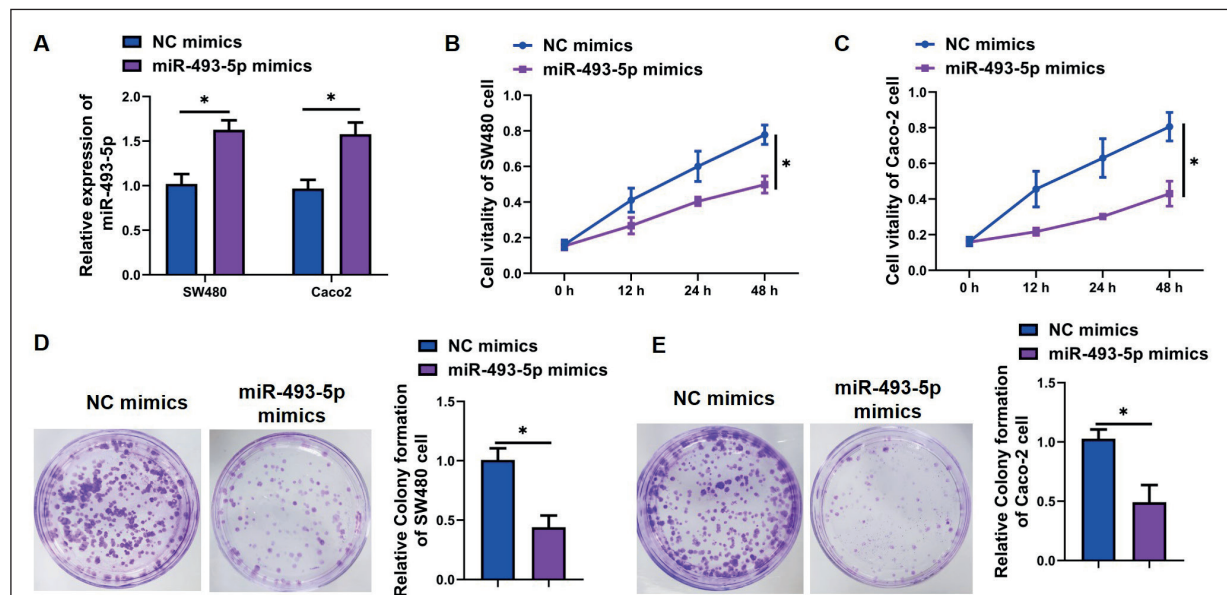 A
NC mimics
miR-493-5p mimics
Relative expression of
miR-493-5p
2.0
1.5
1.0
0.5
0.0
*
*
SW480
Caco2
B
NC mimics
miR-493-5p mimics
Cell vitality of SW480 cell
1.0
0.8
0.6
0.4
0.2
0.0
*
0 h
12 h
24 h
48 h
C
NC mimics
miR-493-5p mimics
Cell vitality of Caco-2 cell
1.0
0.8
0.6
0.4
0.2
0.0
*
0 h
12 h
24 h
48 h
D
NC mimics
miR-493-5p
mimics
NC mimics
miR-493-5p mimics
Relative Colony formation
of SW480 cell
1.5
1.0
0.5
0.0
*
E
NC mimics
miR-493-5p
mimics
NC mimics
miR-493-5p mimics
Relative Colony formation
of Caco-2 cell
1.5
1.0
0.5
0.0
*